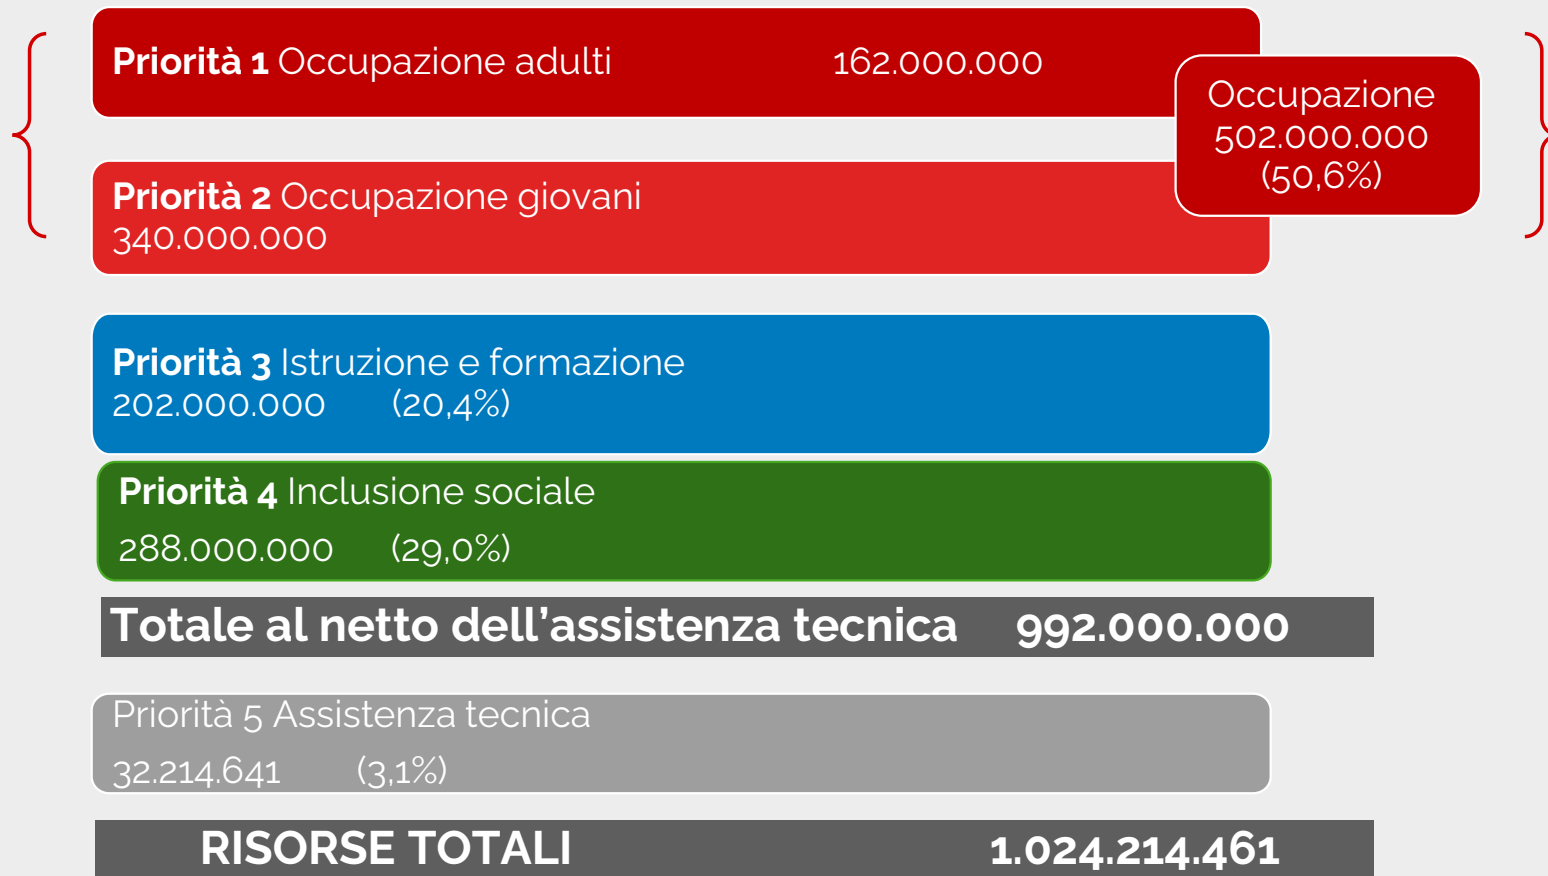 Priorità 1 Occupazione adulti 162.000.000
Occupazione
502.000.000
(50,6%)
Priorità 2 Occupazione giovani
340.000.000
Priorità 3 Istruzione e formazione
202.000.000 (20,4%)
Priorità 4 Inclusione sociale
288.000.000 (29,0%)
Totale al netto dell’assistenza tecnica 992.000.000
Priorità 5 Assistenza tecnica
32.214.641 (3,1%)
RISORSE TOTALI 1.024.214.461